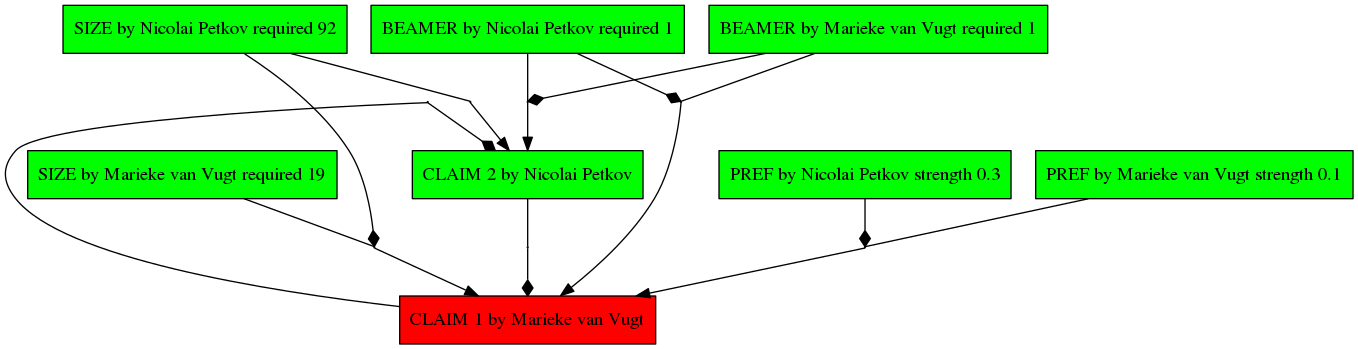 SIZE by Nicolai Petkov required 92
BEAMER by Nicolai Petkov required 1
BEAMER by Marieke van Vugt required 1
SIZE by Marieke van Vugt required 19
CLAIM 2 by Nicolai Petkov
PREF by Nicolai Petkov strength 0.3
PREF by Marieke van Vugt strength 0.1
CLAIM 1 by Marieke van Vugt